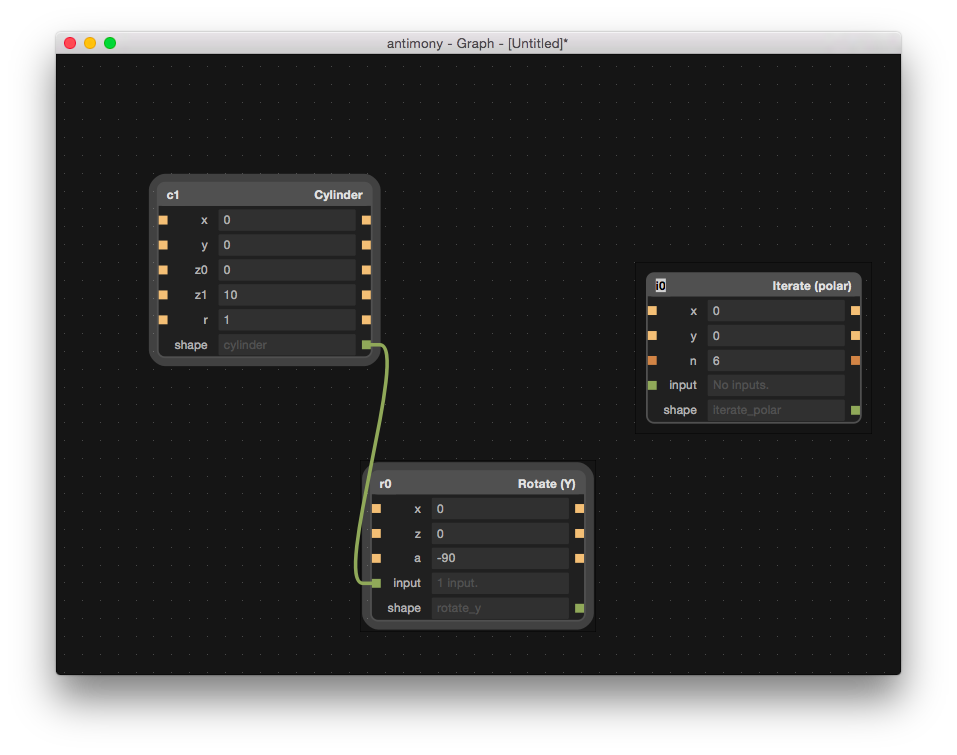 antimony - Graph - [Untitled]*
c1 Cylinder
x 0
y 0
z0 0
z1 10
r 1
shape cylinder
i0 Iterate (polar)
x 0
y 0
n 6
input No inputs.
shape iterate_polar
r0 Rotate (Y)
x 0
z 0
a -90
input 1 input.
shape rotate_y